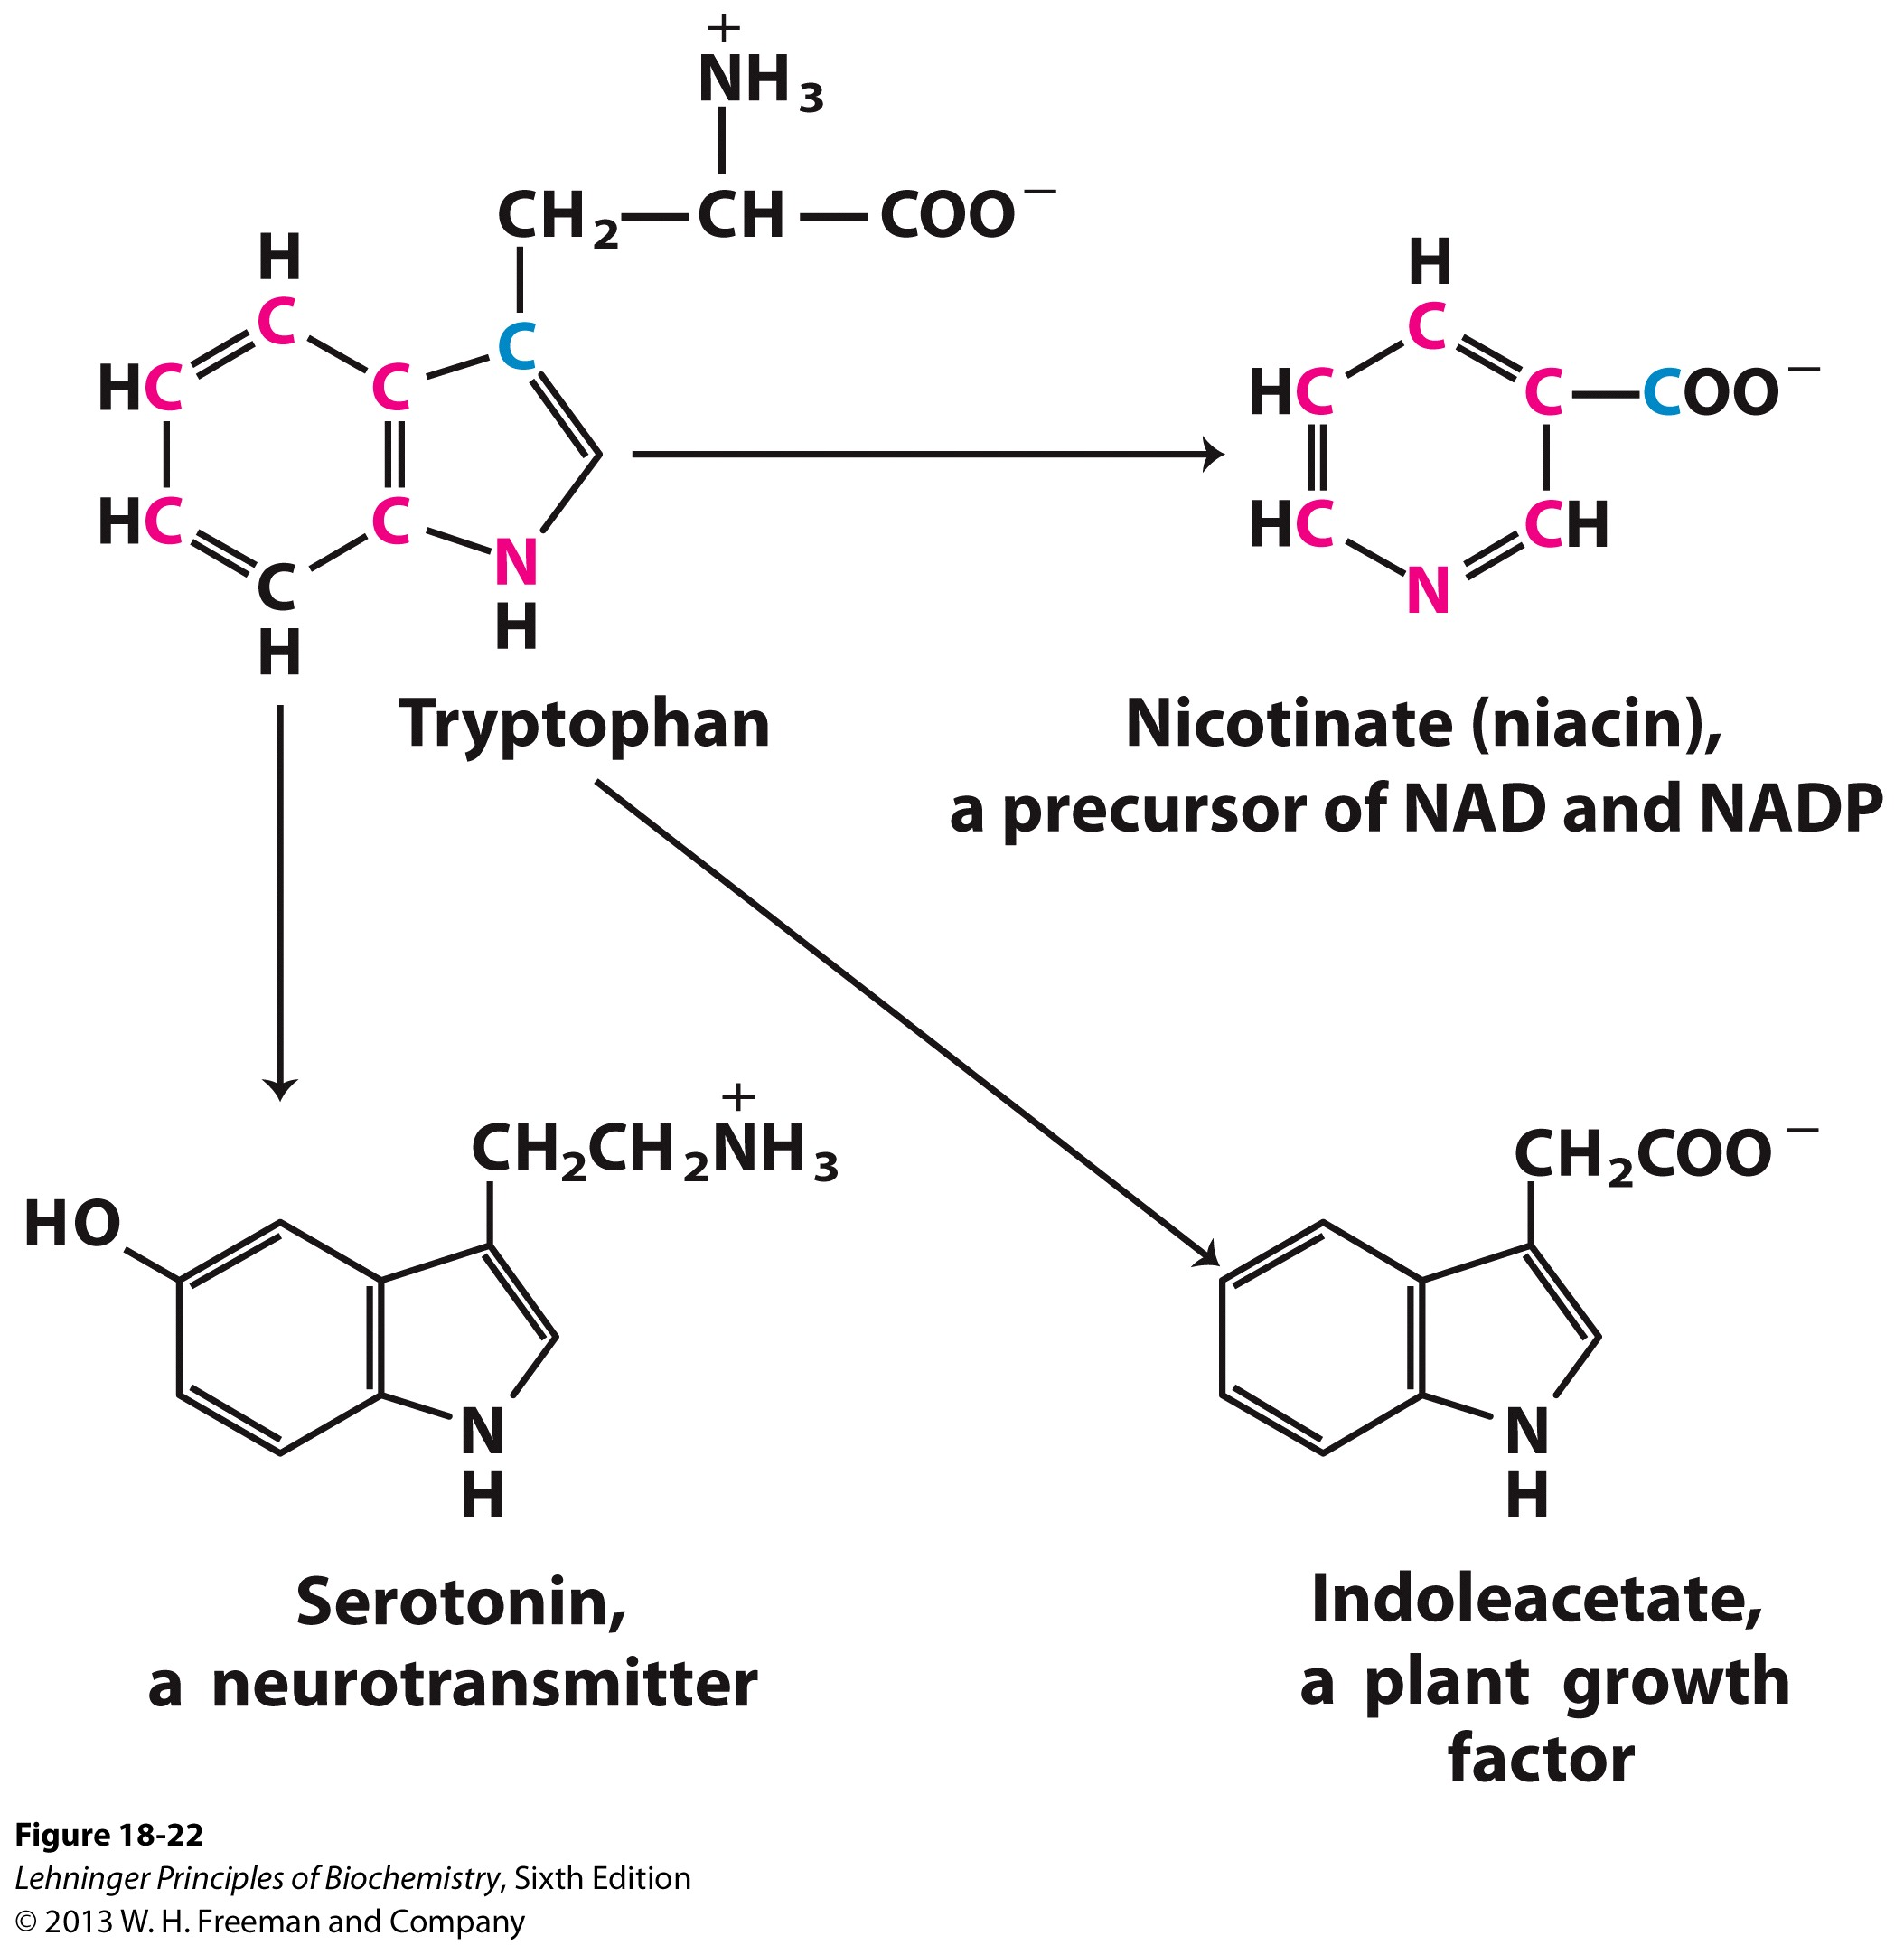 +
NH3
CH2 CH COO−
H
C C
HC C
HC C
C N
H H
H
C
HC C COO−
HC CH
N
Tryptophan
Nicotinate (niacin),
a precursor of NAD and NADP
+
CH2CH2NH3
HO
N
H
Serotonin,
a neurotransmitter
CH2COO−
N
H
Indoleacetate,
a plant growth
factor
Figure 18-22
Lehninger Principles of Biochemistry, Sixth Edition
© 2013 W. H. Freeman and Company